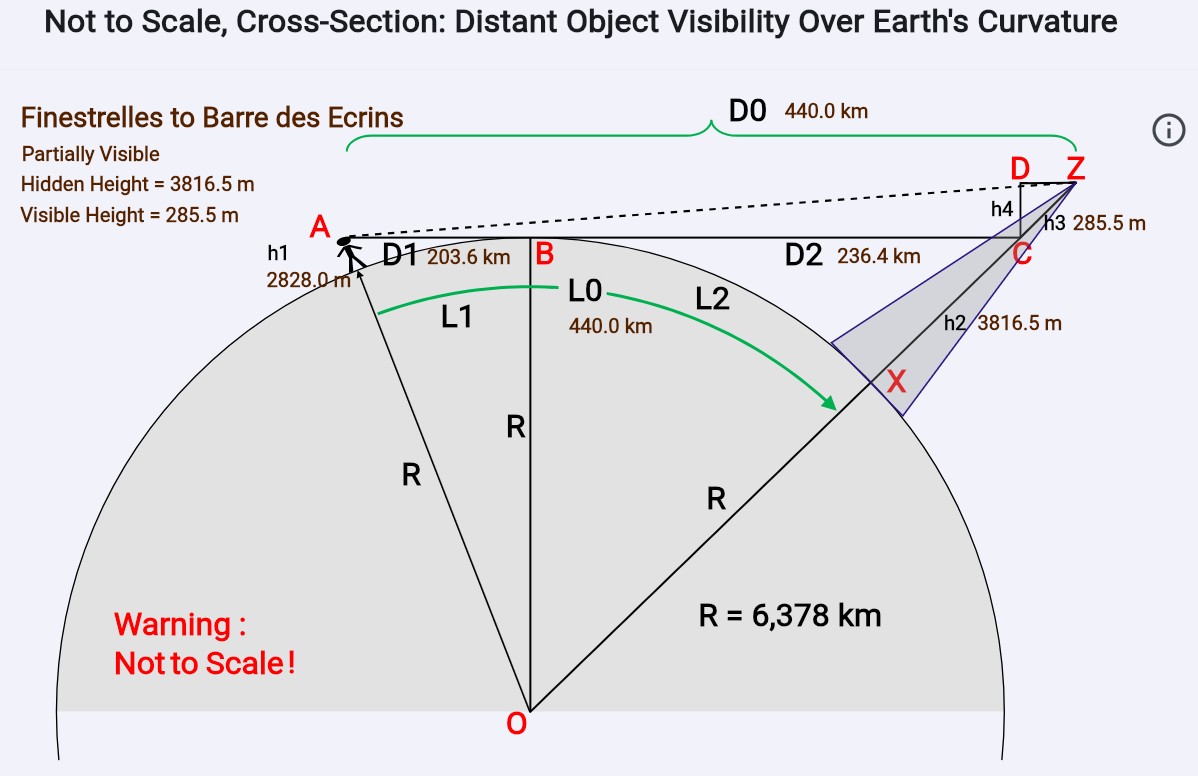 Not to Scale, Cross-Section: Distant Object Visibility Over Earth's Curvature
Finestrelles to Barre des Ecrins
Partially Visible
Hidden Height = 3816.5 m
Visible Height = 285.5 m
D0 440.0 km
i
D Z
A
h4
h3 285.5 m
h1
2828.0 m
D1 203.6 km
B
D2 236.4 km
C
L0
440.0 km
L1
L2
h2 3816.5 m
X
R
R
R
R = 6,378 km
Warning :
Not to Scale!
O